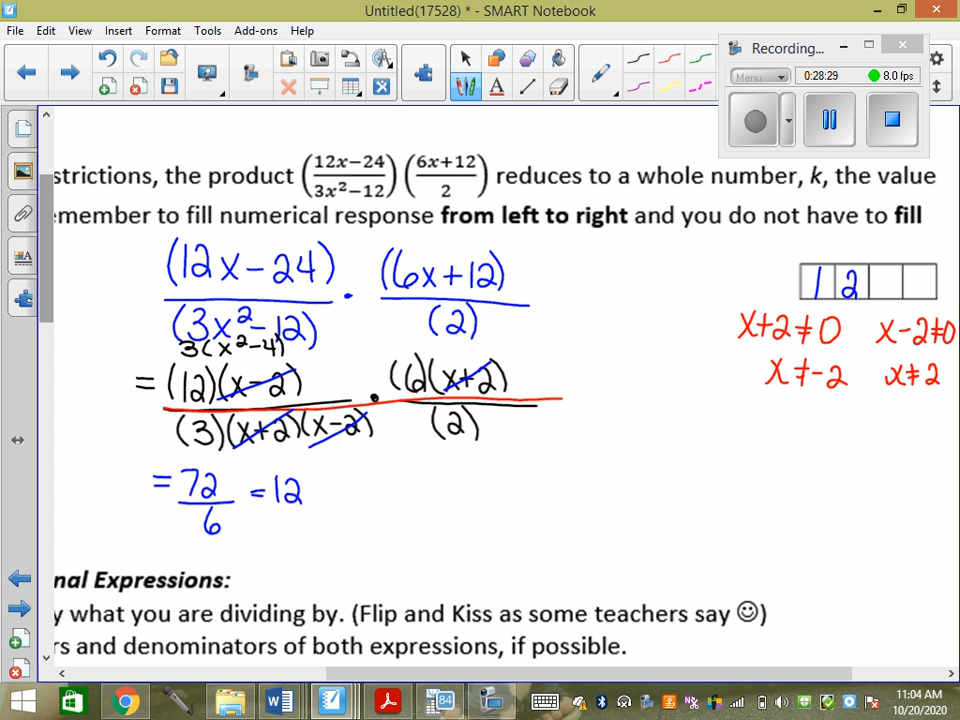 Untitled(17528) * - SMART Notebook
File Edit View Insert Format Tools Add-ons Help
Recording...
Menu 0:28:29 8.0 fps
strictions, the product (12x−24/3x²−12)(6x+12/2) reduces to a whole number, k, the value
emember to fill numerical response from left to right and you do not have to fill
(12x-24)/(3x²-12) · (6x+12)/(2)
12
3(x²-4)
x+2≠0 x-2≠0
x≠-2 x≠2
= (12)(x-2)/(3)(x+2)(x-2) · (6)(x+2)/(2)
= 72/6 = 12
nal Expressions:
y what you are dividing by. (Flip and Kiss as some teachers say ☺)
rs and denominators of both expressions, if possible.
84
11:04 AM
10/20/2020